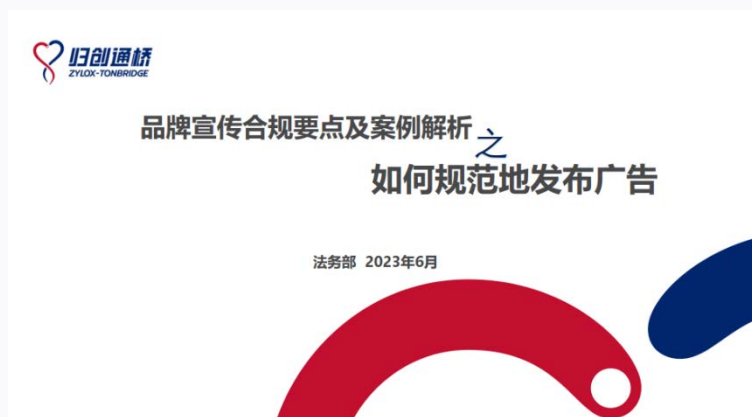 归创通桥
ZYLOX-TONBRIDGE
品牌宣传合规要点及案例解析之
如何规范地发布广告
法务部 2023年6月